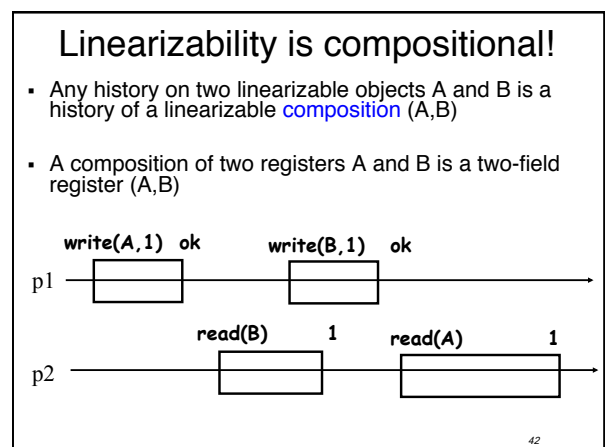 Linearizability is compositional!
▪ Any history on two linearizable objects A and B is a
history of a linearizable composition (A,B)
▪ A composition of two registers A and B is a two-field
register (A,B)
write(A,1) ok write(B,1) ok
p1
read(B) 1 read(A) 1
p2
42